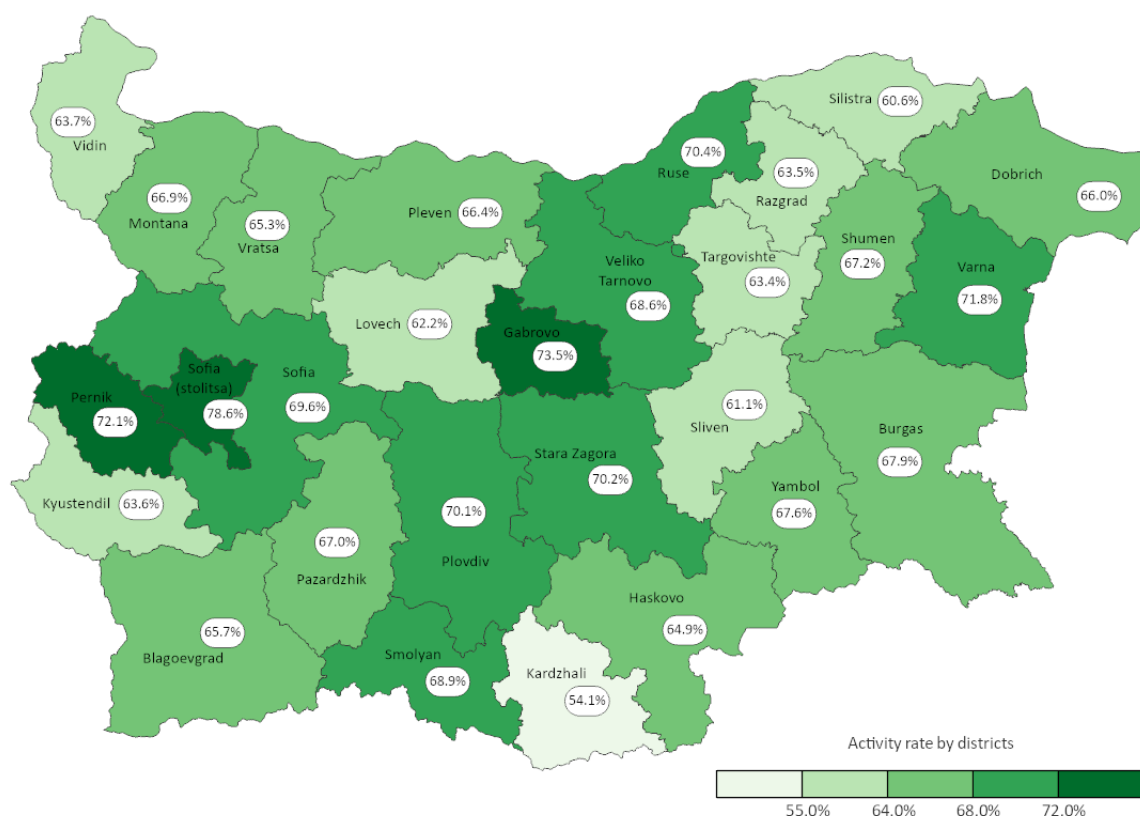 Silistra 60.6%
63.7%
Vidin
70.4%
Ruse
63.5%
Razgrad
Dobrich
66.0%
66.9%
Montana
65.3%
Vratsa
Pleven 66.4%
Shumen
67.2%
Targovishte
63.4%
Veliko
Tarnovo
68.6%
Varna
71.8%
Lovech 62.2%
Gabrovo
73.5%
Sofia
(stolitsa)
78.6%
Sofia
69.6%
Pernik
72.1%
61.1%
Sliven
Burgas
67.9%
Stara Zagora
70.2%
Yambol
67.6%
Kyustendil 63.6%
70.1%
Plovdiv
67.0%
Pazardzhik
Haskovo
64.9%
65.7%
Blagoevgrad
Smolyan
68.9%
Kardzhali
54.1%
Activity rate by districts
55.0% 64.0% 68.0% 72.0%